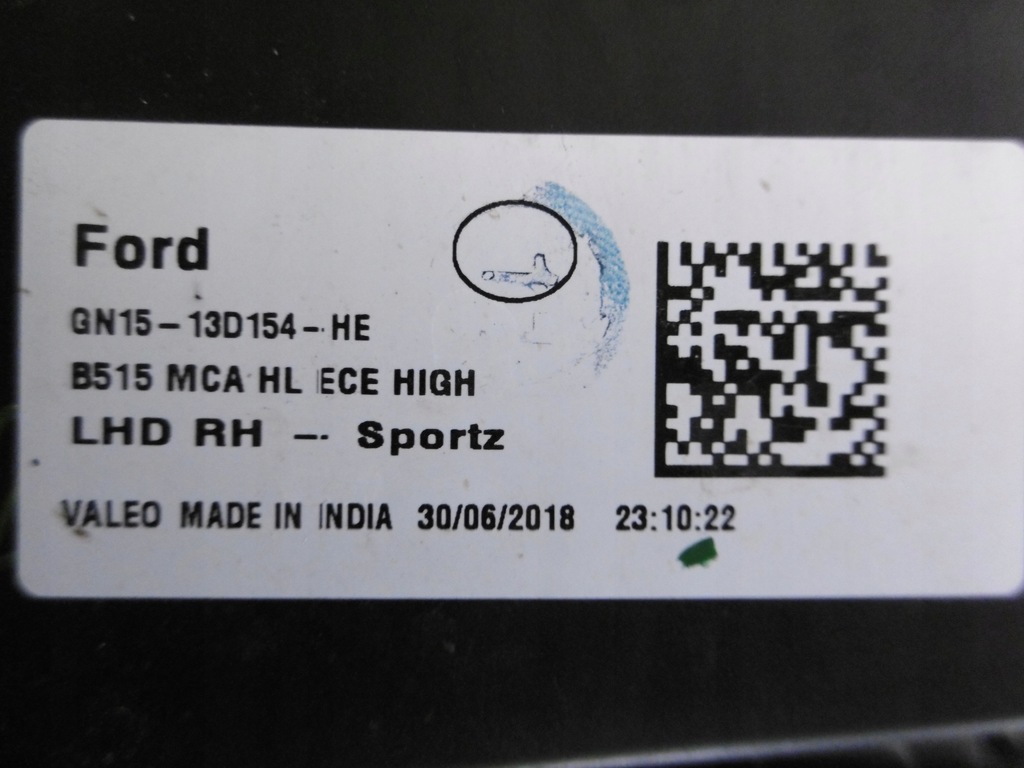 Ford
GN15-13D154-HE
B515 MCA HL ECE HIGH
LHD RH - Sportz
VALEO MADE IN INDIA 30/06/2018 23:10:22